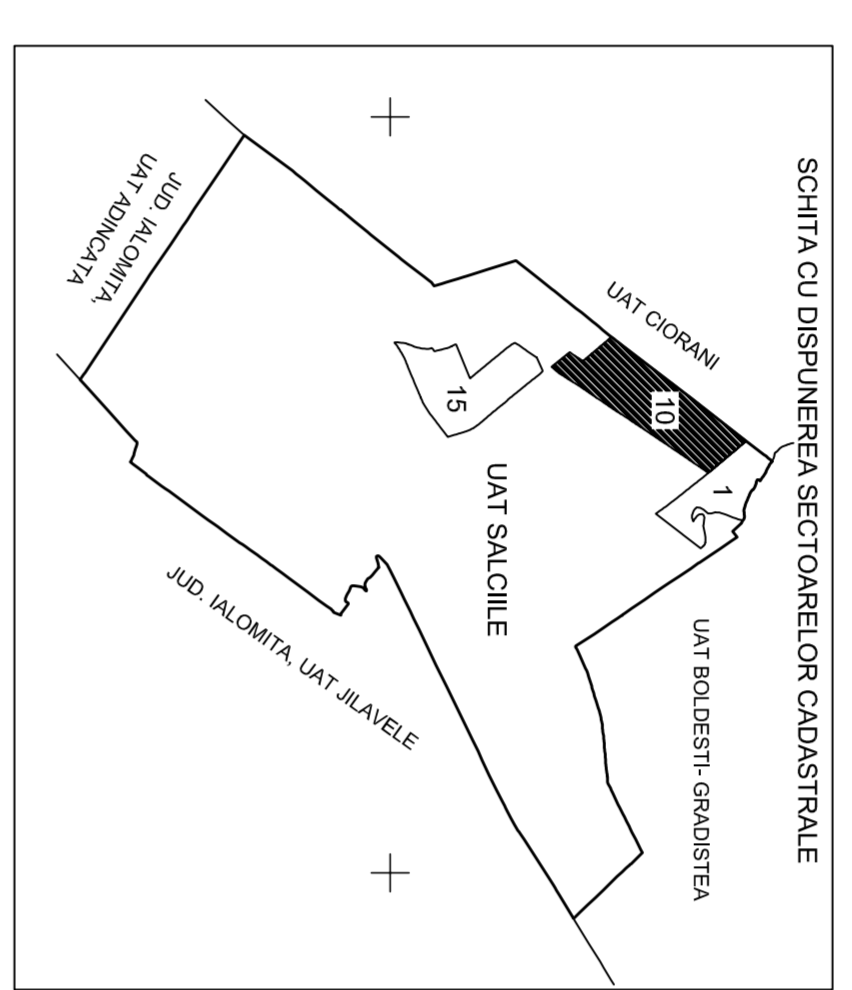 SCHITA CU DISPUNEREA SECTOARELOR CADASTRALE
UAT BOLDESTI- GRADISTEA
UAT CIORANI
1
10
UAT SALCIILE
15
JUD. IALOMITA, UAT JILAVELE
JUD. IALOMITA,
UAT ADINCATA